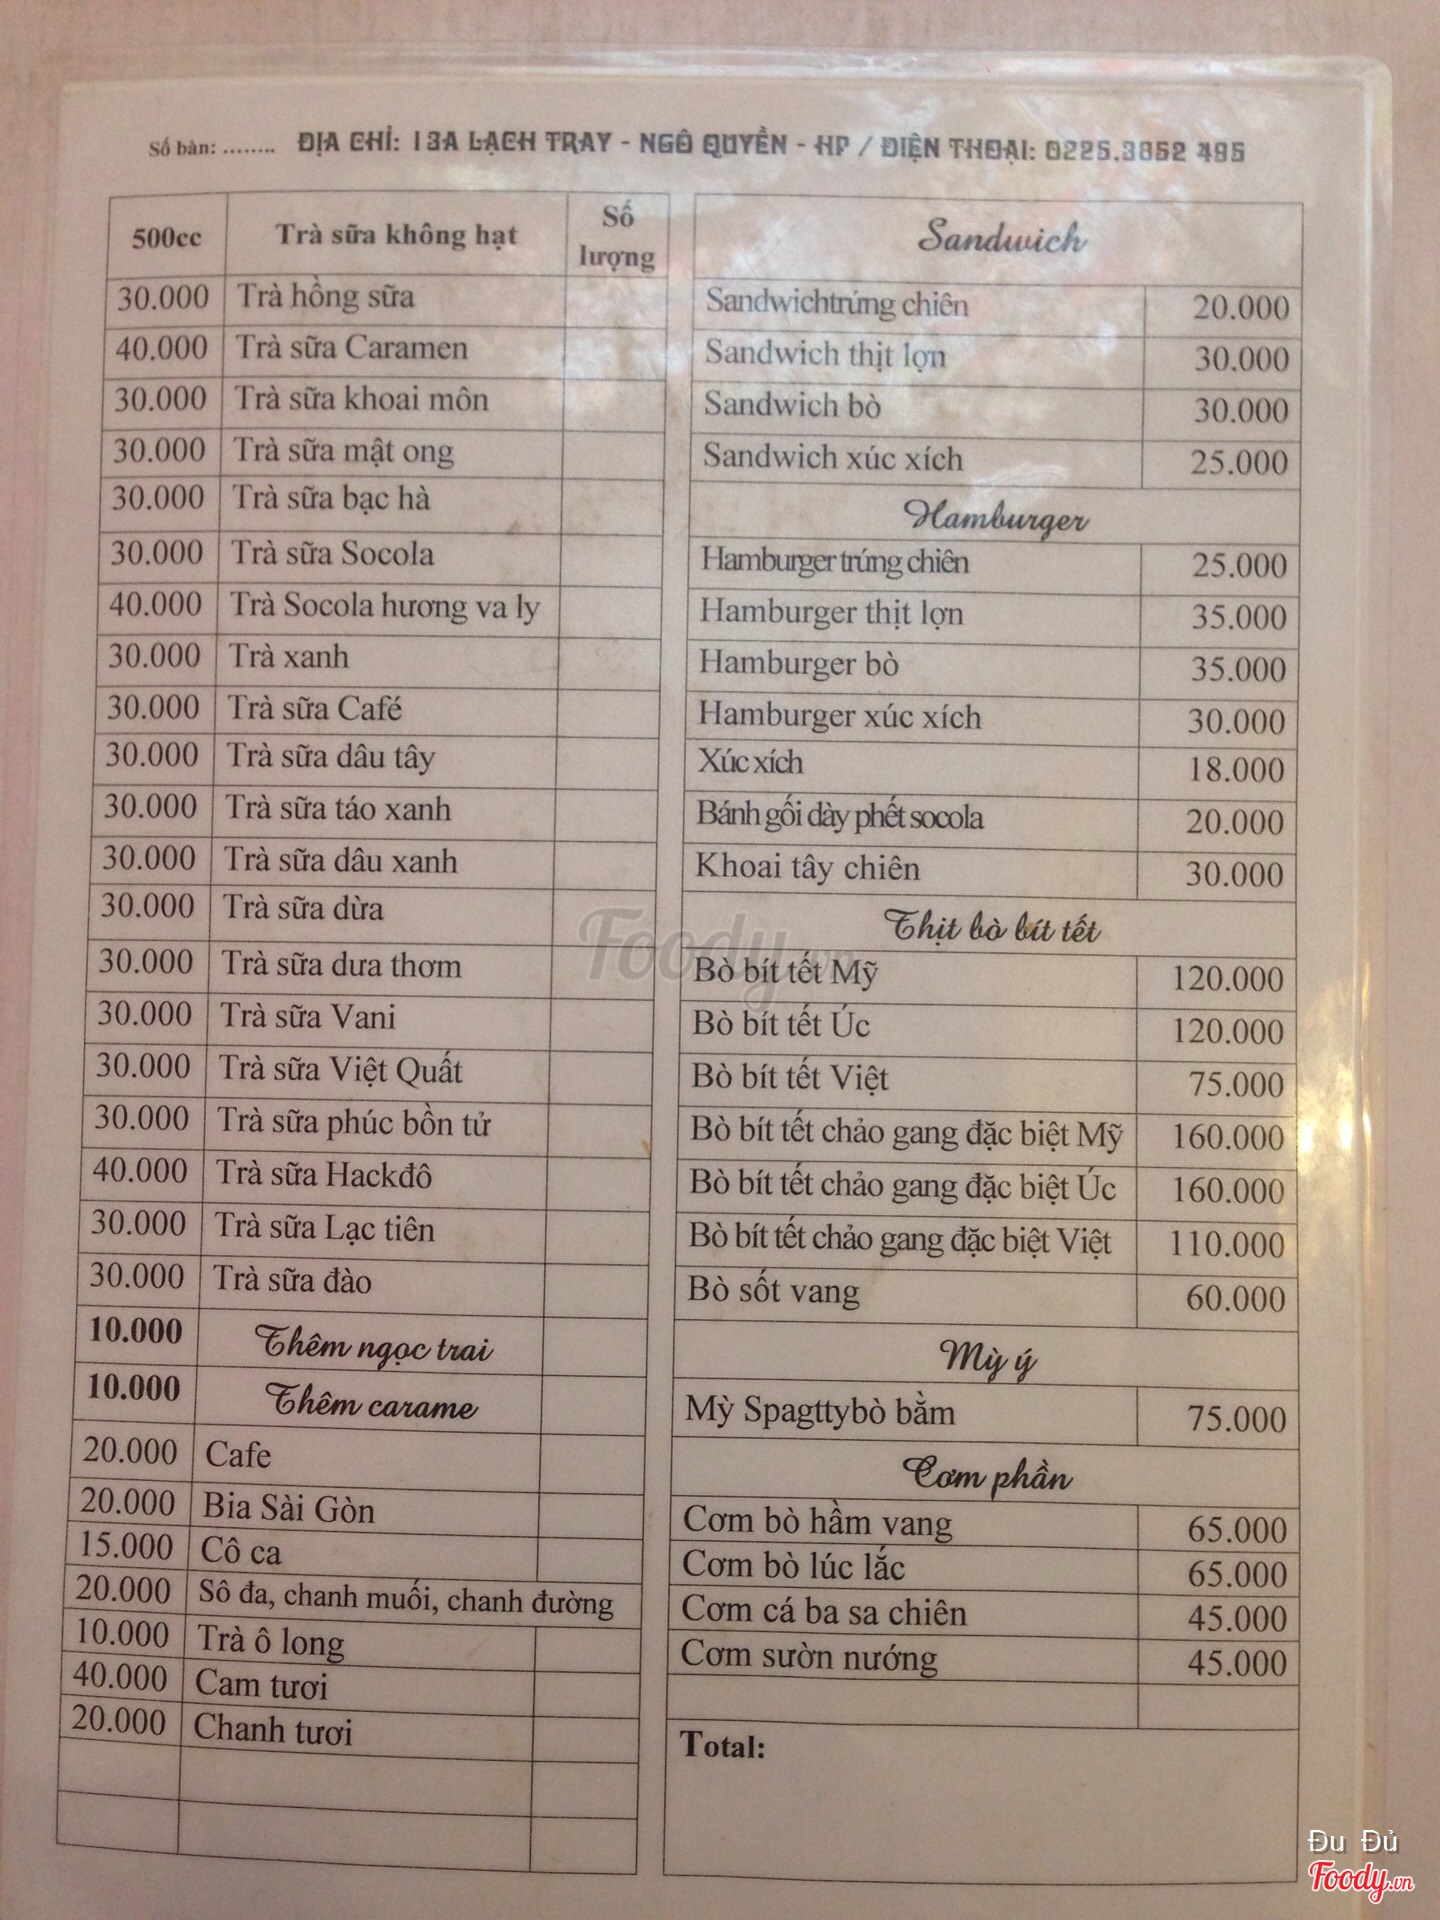 Số bàn: ........ ĐỊA CHỈ: 13A LẠCH TRAY - NGÔ QUYỀN - HP / ĐIỆN THOẠI: 0225.3852 495
500cc Trà sữa không hạt Số lượng
30.000 Trà hồng sữa
40.000 Trà sữa Caramen
30.000 Trà sữa khoai môn
30.000 Trà sữa mật ong
30.000 Trà sữa bạc hà
30.000 Trà sữa Socola
40.000 Trà Socola hương va ly
30.000 Trà xanh
30.000 Trà sữa Café
30.000 Trà sữa dâu tây
30.000 Trà sữa táo xanh
30.000 Trà sữa dâu xanh
30.000 Trà sữa dừa
30.000 Trà sữa dưa thơm
30.000 Trà sữa Vani
30.000 Trà sữa Việt Quất
30.000 Trà sữa phúc bồn tử
40.000 Trà sữa Hackđô
30.000 Trà sữa Lạc tiên
30.000 Trà sữa đào
10.000 Thêm ngọc trai
10.000 Thêm carame
20.000 Cafe
20.000 Bia Sài Gòn
15.000 Cô ca
20.000 Sô đa, chanh muối, chanh đường
10.000 Trà ô long
40.000 Cam tươi
20.000 Chanh tươi
Sandwich
Sandwichtrứng chiên 20.000
Sandwich thịt lợn 30.000
Sandwich bò 30.000
Sandwich xúc xích 25.000
Hamburger
Hamburger trứng chiên 25.000
Hamburger thịt lợn 35.000
Hamburger bò 35.000
Hamburger xúc xích 30.000
Xúc xích 18.000
Bánh gối dày phết socola 20.000
Khoai tây chiên 30.000
Thịt bò bít tết
Bò bít tết Mỹ 120.000
Bò bít tết Úc 120.000
Bò bít tết Việt 75.000
Bò bít tết chảo gang đặc biệt Mỹ 160.000
Bò bít tết chảo gang đặc biệt Úc 160.000
Bò bít tết chảo gang đặc biệt Việt 110.000
Bò sốt vang 60.000
Mỳ ý
Mỳ Spagttybò bằm 75.000
Cơm phần
Cơm bò hầm vang 65.000
Cơm bò lúc lắc 65.000
Cơm cá ba sa chiên 45.000
Cơm sườn nướng 45.000
Total:
Foody.vn
Đu Đủ
Foody.vn